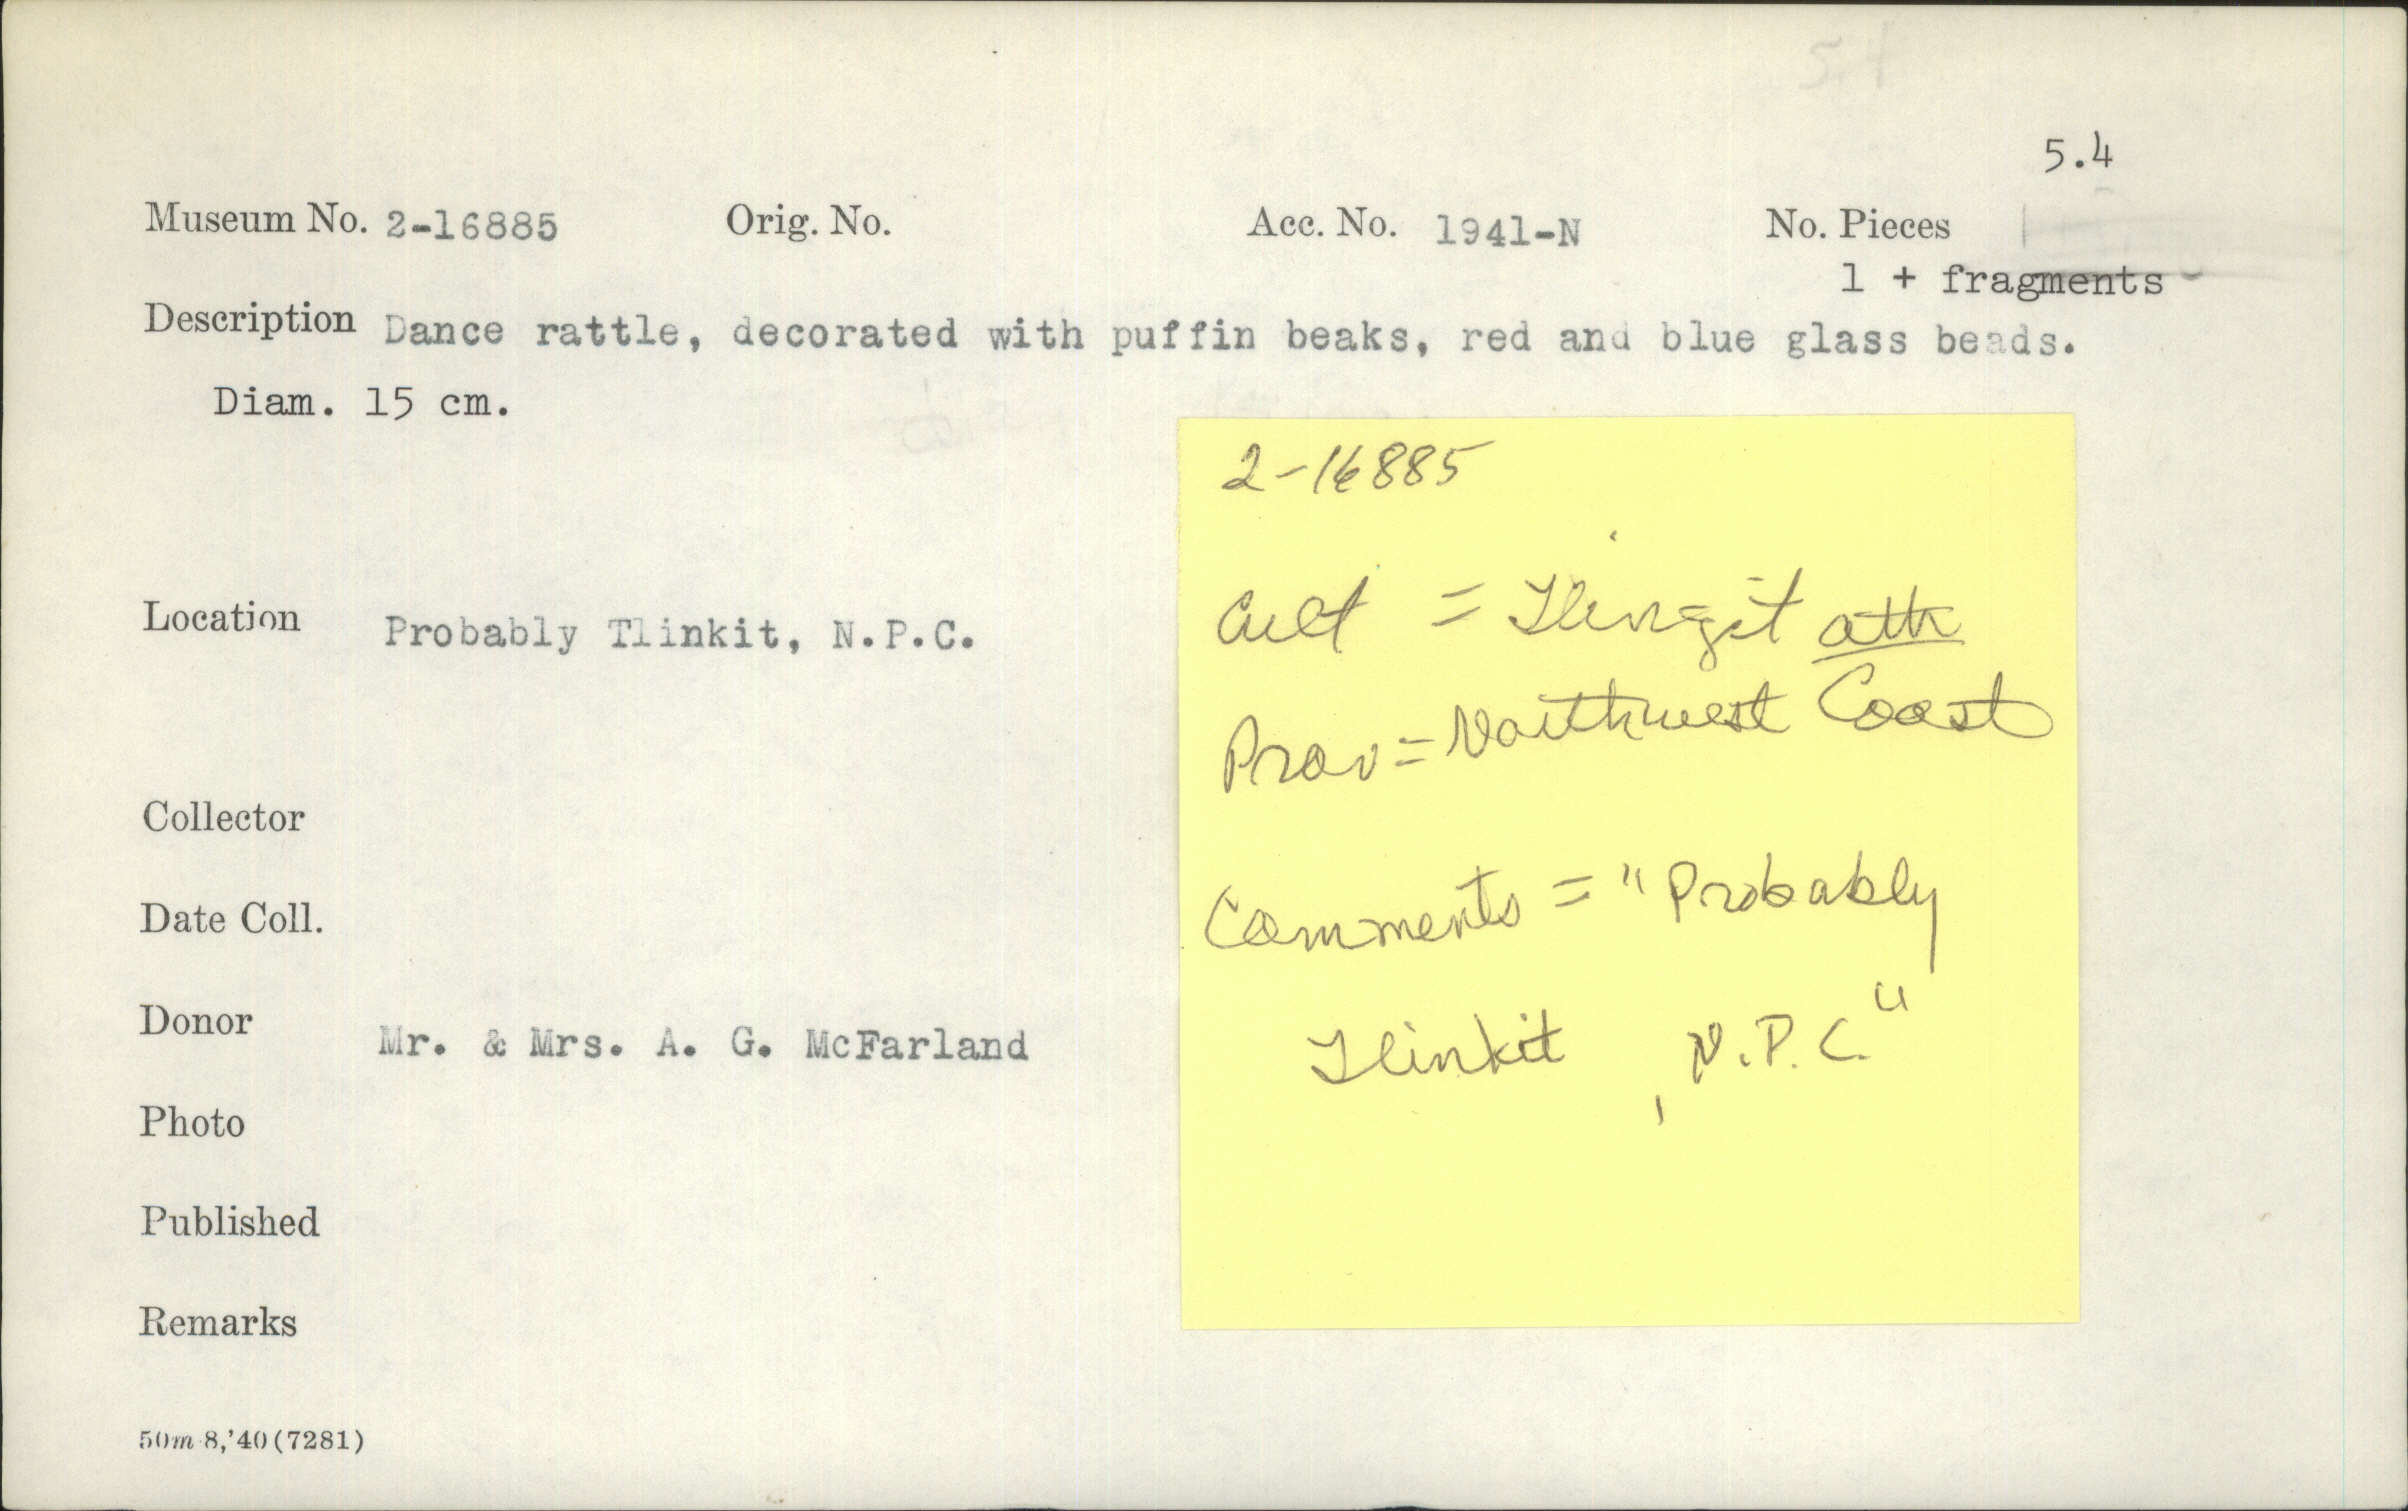 5.4
5.4
Museum No. 2-16885 Orig. No. Acc. No. 1941-N No. Pieces
1 + fragments
Description Dance rattle, decorated with puffin beaks, red and blue glass beads.
Diam. 15 cm.
Location Probably Tlinkit, N.P.C.
Collector
Date Coll.
Donor Mr. & Mrs. A. G. McFarland
Photo
Published
Remarks
50m 8,'40(7281)
2-16885
Cult = Tlingit att
Prov = Northwest Coast
Comments = "Probably
Tlinkit, N.P.C."